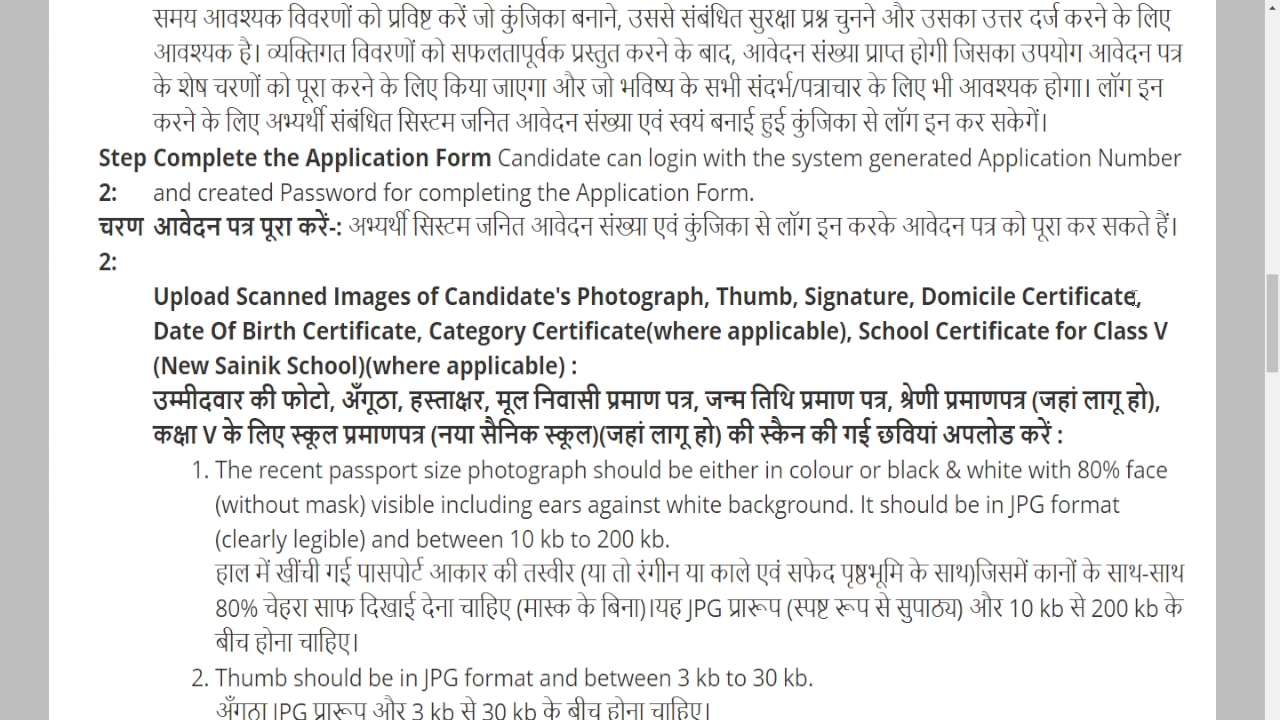 समय आवश्यक विवरणों को प्रविष्ट करें जो कुंजिका बनाने, उससे संबंधित सुरक्षा प्रश्न चुनने और उसका उत्तर दर्ज करने के लिए
आवश्यक है। व्यक्तिगत विवरणों को सफलतापूर्वक प्रस्तुत करने के बाद, आवेदन संख्या प्राप्त होगी जिसका उपयोग आवेदन पत्र
के शेष चरणों को पूरा करने के लिए किया जाएगा और जो भविष्य के सभी संदर्भ/पत्राचार के लिए भी आवश्यक होगा। लॉग इन
करने के लिए अभ्यर्थी संबंधित सिस्टम जनित आवेदन संख्या एवं स्वयं बनाई हुई कुंजिका से लॉग इन कर सकेगें।
Step Complete the Application Form Candidate can login with the system generated Application Number
2: and created Password for completing the Application Form.
चरण आवेदन पत्र पूरा करें-: अभ्यर्थी सिस्टम जनित आवेदन संख्या एवं कुंजिका से लॉग इन करके आवेदन पत्र को पूरा कर सकते हैं।
2:
Upload Scanned Images of Candidate's Photograph, Thumb, Signature, Domicile Certificate,
Date Of Birth Certificate, Category Certificate(where applicable), School Certificate for Class V
(New Sainik School)(where applicable) :
उम्मीदवार की फोटो, अँगूठा, हस्ताक्षर, मूल निवासी प्रमाण पत्र, जन्म तिथि प्रमाण पत्र, श्रेणी प्रमाणपत्र (जहां लागू हो),
कक्षा V के लिए स्कूल प्रमाणपत्र (नया सैनिक स्कूल)(जहां लागू हो) की स्कैन की गई छवियां अपलोड करें :
1. The recent passport size photograph should be either in colour or black & white with 80% face
(without mask) visible including ears against white background. It should be in JPG format
(clearly legible) and between 10 kb to 200 kb.
हाल में खींची गई पासपोर्ट आकार की तस्वीर (या तो रंगीन या काले एवं सफेद पृष्ठभूमि के साथ)जिसमें कानों के साथ-साथ
80% चेहरा साफ दिखाई देना चाहिए (मास्क के बिना)।यह JPG प्रारूप (स्पष्ट रूप से सुपाठ्य) और 10 kb से 200 kb के
बीच होना चाहिए।
2. Thumb should be in JPG format and between 3 kb to 30 kb.
अँगूठा JPG प्रारूप और 3 kb से 30 kb के बीच होना चाहिए।